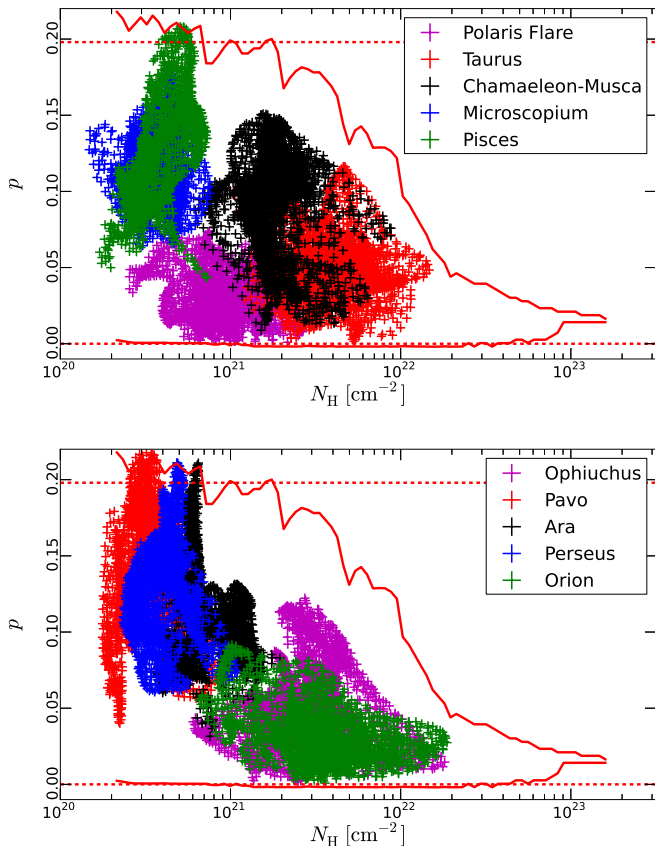 0.20
0.15
0.10
0.05
0.00
p
Polaris Flare
Taurus
Chamaeleon-Musca
Microscopium
Pisces
10^20 10^21 10^22 10^23
N_H [cm^−2]
0.20
0.15
0.10
0.05
0.00
p
Ophiuchus
Pavo
Ara
Perseus
Orion
10^20 10^21 10^22 10^23
N_H [cm^−2]